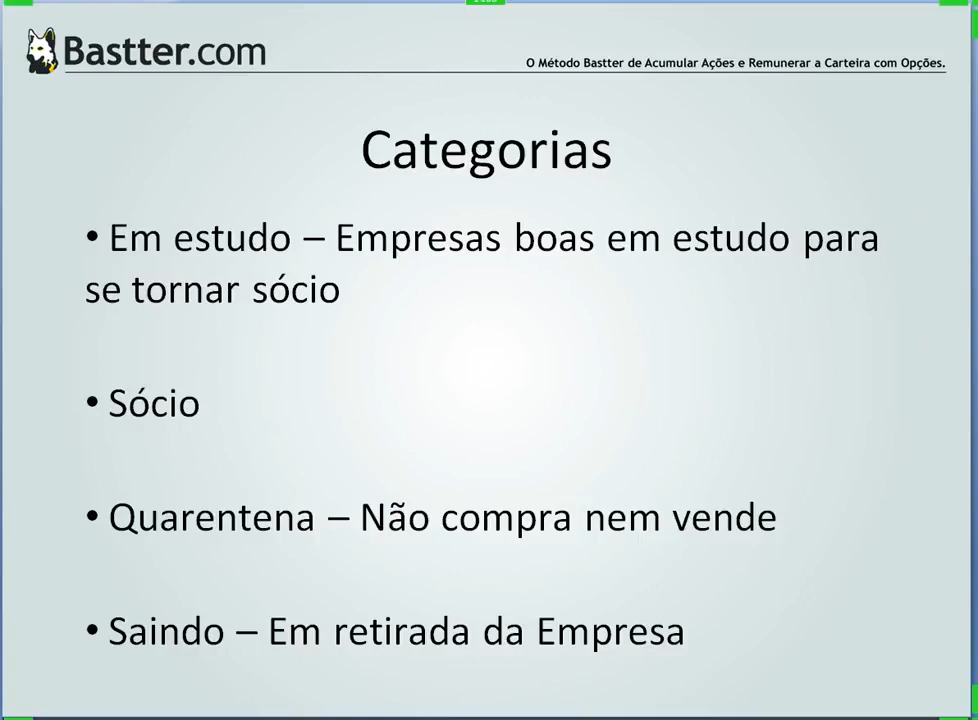 Bastter.com
O Método Bastter de Acumular Ações e Remunerar a Carteira com Opções.
Categorias
• Em estudo – Empresas boas em estudo para
se tornar sócio
• Sócio
• Quarentena – Não compra nem vende
• Saindo – Em retirada da Empresa